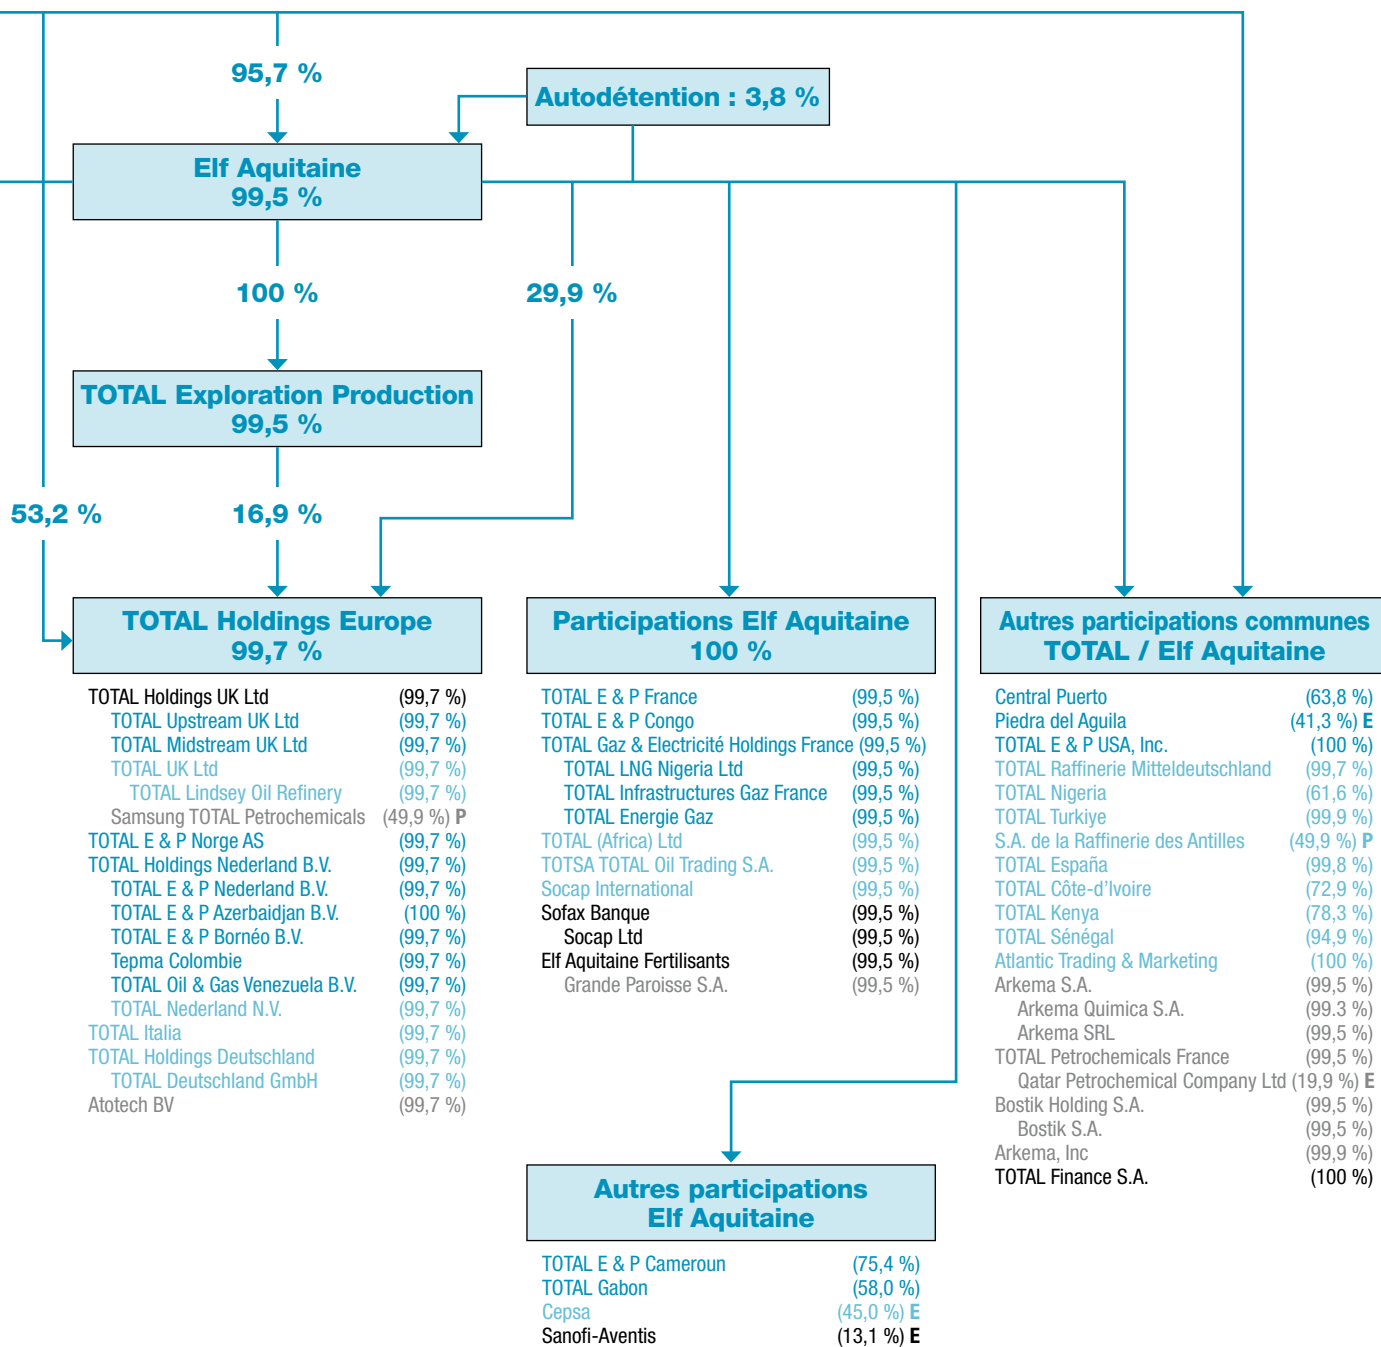 95,7 %
Autodétention : 3,8 %
Elf Aquitaine
99,5 %
100 %
29,9 %
TOTAL Exploration Production
99,5 %
53,2 %
16,9 %
TOTAL Holdings Europe
99,7 %
TOTAL Holdings UK Ltd (99,7 %)
TOTAL Upstream UK Ltd (99,7 %)
TOTAL Midstream UK Ltd (99,7 %)
TOTAL UK Ltd (99,7 %)
TOTAL Lindsey Oil Refinery (99,7 %)
Samsung TOTAL Petrochemicals (49,9 %) P
TOTAL E & P Norge AS (99,7 %)
TOTAL Holdings Nederland B.V. (99,7 %)
TOTAL E & P Nederland B.V. (99,7 %)
TOTAL E & P Azerbaidjan B.V. (100 %)
TOTAL E & P Bornéo B.V. (99,7 %)
Tepma Colombie (99,7 %)
TOTAL Oil & Gas Venezuela B.V. (99,7 %)
TOTAL Nederland N.V. (99,7 %)
TOTAL Italia (99,7 %)
TOTAL Holdings Deutschland (99,7 %)
TOTAL Deutschland GmbH (99,7 %)
Atotech BV (99,7 %)
Participations Elf Aquitaine
100 %
TOTAL E & P France (99,5 %)
TOTAL E & P Congo (99,5 %)
TOTAL Gaz & Electricité Holdings France (99,5 %)
TOTAL LNG Nigeria Ltd (99,5 %)
TOTAL Infrastructures Gaz France (99,5 %)
TOTAL Energie Gaz (99,5 %)
TOTAL (Africa) Ltd (99,5 %)
TOTSA TOTAL Oil Trading S.A. (99,5 %)
Socap International (99,5 %)
Sofax Banque (99,5 %)
Socap Ltd (99,5 %)
Elf Aquitaine Fertilisants (99,5 %)
Grande Paroisse S.A. (99,5 %)
Autres participations communes
TOTAL / Elf Aquitaine
Central Puerto (63,8 %)
Piedra del Aguila (41,3 %) E
TOTAL E & P USA, Inc. (100 %)
TOTAL Raffinerie Mitteldeutschland (99,7 %)
TOTAL Nigeria (61,6 %)
TOTAL Turkiye (99,9 %)
S.A. de la Raffinerie des Antilles (49,9 %) P
TOTAL España (99,8 %)
TOTAL Côte-d'Ivoire (72,9 %)
TOTAL Kenya (78,3 %)
TOTAL Sénégal (94,9 %)
Atlantic Trading & Marketing (100 %)
Arkema S.A. (99,5 %)
Arkema Quimica S.A. (99.3 %)
Arkema SRL (99,5 %)
TOTAL Petrochemicals France (99,5 %)
Qatar Petrochemical Company Ltd (19,9 %) E
Bostik Holding S.A. (99,5 %)
Bostik S.A. (99,5 %)
Arkema, Inc (99,9 %)
TOTAL Finance S.A. (100 %)
Autres participations
Elf Aquitaine
TOTAL E & P Cameroun (75,4 %)
TOTAL Gabon (58,0 %)
Cepsa (45,0 %) E
Sanofi-Aventis (13,1 %) E